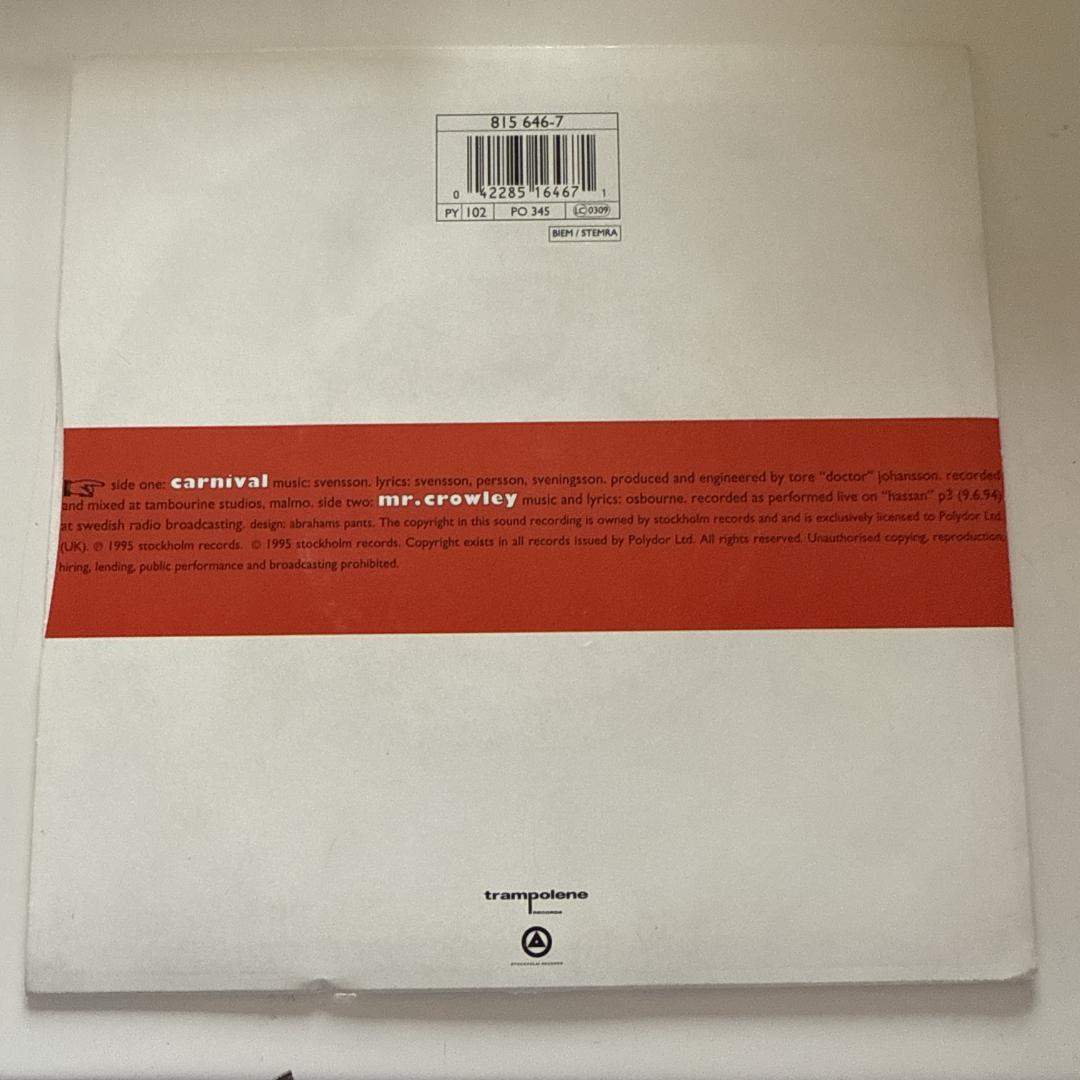 815 646-7
0 42285 16467 1
PY 102 PO 345 LC 0309
BIEM / STEMRA
side one: carnival music: svensson. lyrics: svensson, persson, sveningsson. produced and engineered by tore "doctor" johansson. recorded
and mixed at tambourine studios, malmo. side two: mr.crowley music and lyrics: osbourne. recorded as performed live on "hassan" p3 (9.6.94)
at swedish radio broadcasting. design: abrahams pants. The copyright in this sound recording is owned by stockholm records and and is exclusively licensed to Polydor Ltd.
(UK). ℗ 1995 stockholm records. © 1995 stockholm records. Copyright exists in all records issued by Polydor Ltd. All rights reserved. Unauthorised copying, reproduction,
hiring, lending, public performance and broadcasting prohibited.
trampolene
RECORDS
STOCKHOLM RECORDS